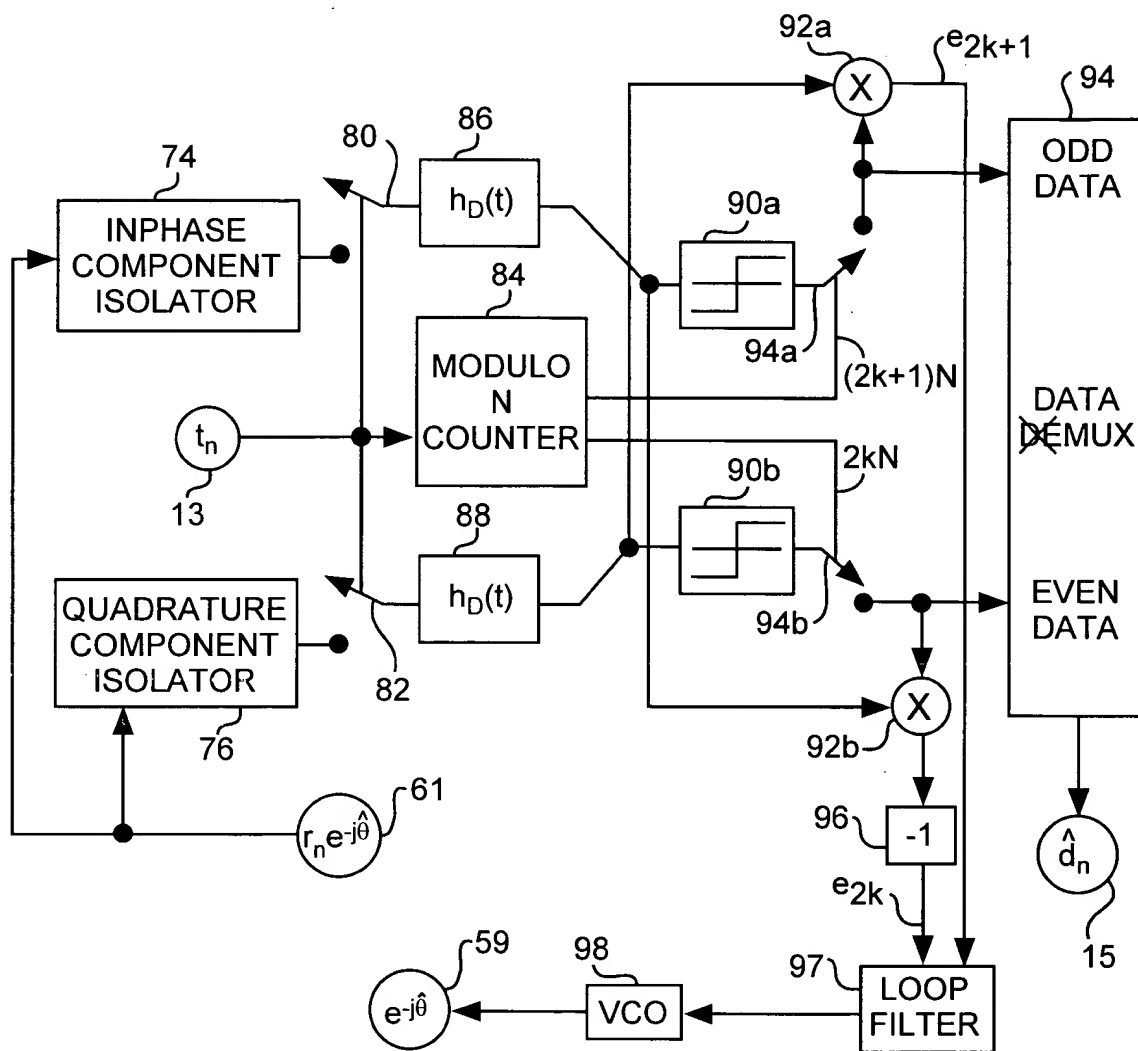 92a
e2k+1
94
86
80
74
hD(t)
ODD
DATA
INPHASE
COMPONENT
ISOLATOR
90a
84
94a
MODULO
N
COUNTER
(2k+1)N
DATA
DEMUX
tn
13
2kN
90b
88
hD(t)
QUADRATURE
COMPONENT
ISOLATOR
94b
EVEN
DATA
82
X
X
76
92b
61
rne-jθ̂
96
-1
d̂n
e2k
15
59
98
97
e-jθ̂
VCO
LOOP
FILTER